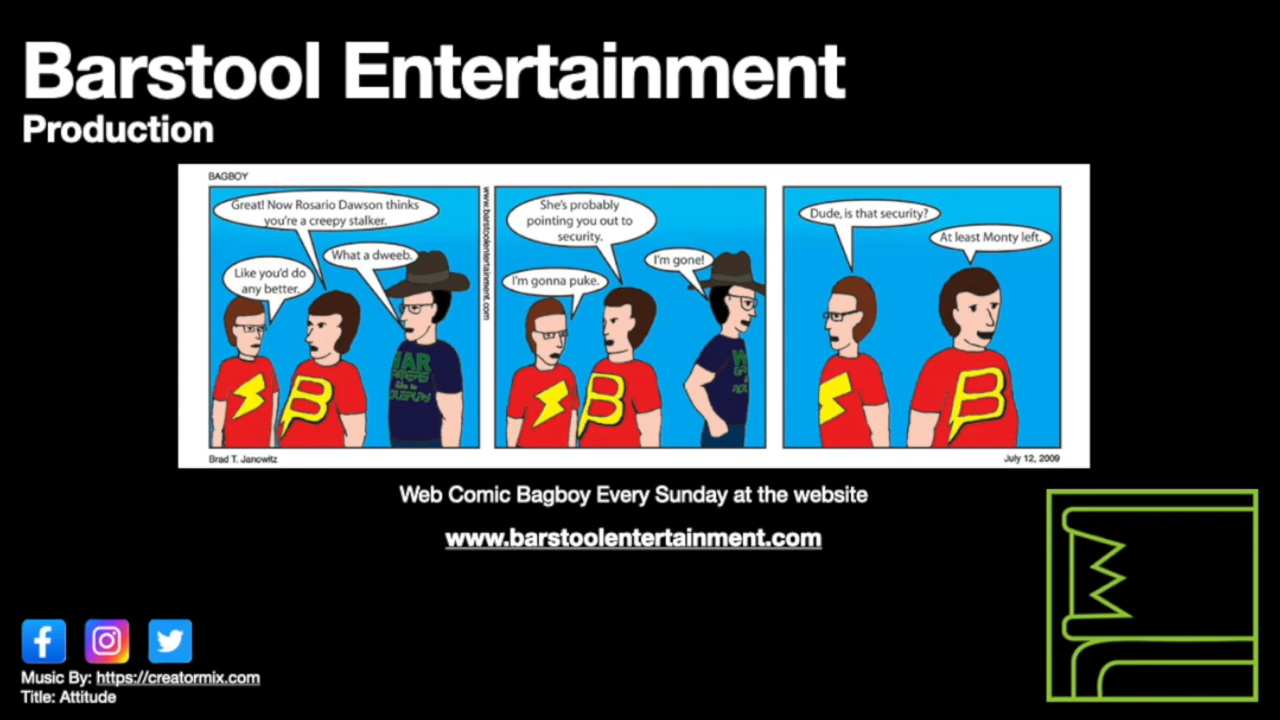 Barstool Entertainment
Production
BAGBOY
Great! Now Rosario Dawson thinks
you're a creepy stalker.
What a dweeb.
Like you'd do
any better.
www.barstoolentertainment.com
She's probably
pointing you out to
security.
I'm gone!
I'm gonna puke.
Dude, is that security?
At least Monty left.
B
B
B
Brad T. Janowitz
July 12, 2009
Web Comic Bagboy Every Sunday at the website
www.barstoolentertainment.com
Music By: https://creatormix.com
Title: Attitude